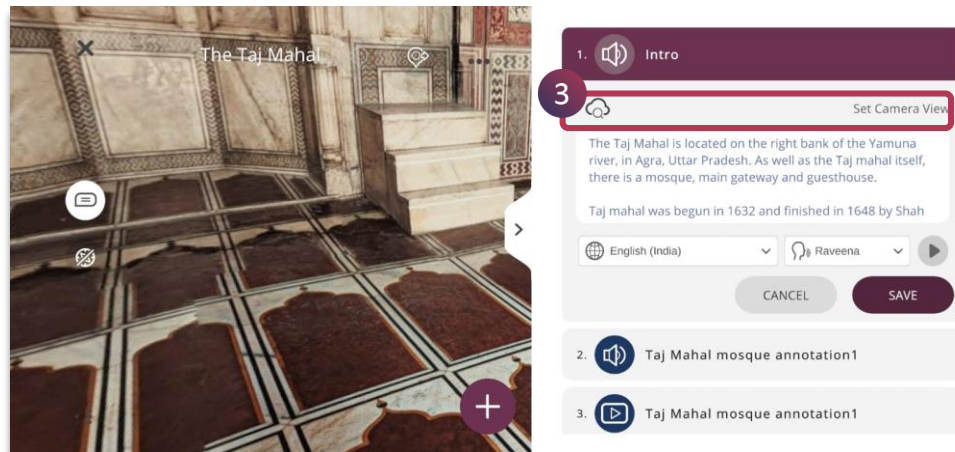 The Taj Mahal
1. Intro
3
Set Camera View
The Taj Mahal is located on the right bank of the Yamuna
river, in Agra, Uttar Pradesh. As well as the Taj mahal itself,
there is a mosque, main gateway and guesthouse.
Taj mahal was begun in 1632 and finished in 1648 by Shah
English (India)
Raveena
CANCEL
SAVE
2. Taj Mahal mosque annotation1
3. Taj Mahal mosque annotation1